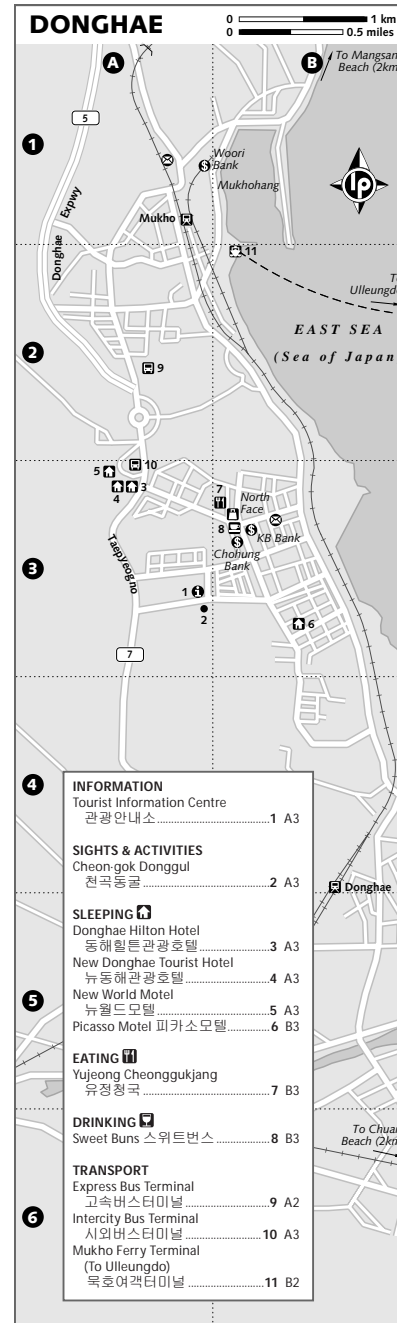 DONGHAE
0 1 km
0 0.5 miles
A
B
To Mangsan
Beach (2km
1
5
Woori
Bank
Mukhohang
lp
Mukho
Donghae Expwy
11
To
Ulleungdo
EAST SEA
(Sea of Japan
2
9
10
5
4
3
7
North
Face
8
KB Bank
Chohung
Bank
Taepyeong no
3
1
2
6
7
4
INFORMATION
Tourist Information Centre
관광안내소 1 A3
SIGHTS & ACTIVITIES
Cheon-gok Donggul
천곡동굴 2 A3
Donghae
SLEEPING
Donghae Hilton Hotel
동해힐튼관광호텔 3 A3
New Donghae Tourist Hotel
뉴동해관광호텔 4 A3
New World Motel
뉴월드모텔 5 A3
Picasso Motel 피카소모텔 6 B3
5
EATING
Yujeong Cheonggukjang
유정청국 7 B3
DRINKING
Sweet Buns 스위트번스 8 B3
To Chuan
Beach (2km
TRANSPORT
Express Bus Terminal
고속버스터미널 9 A2
Intercity Bus Terminal
시외버스터미널 10 A3
Mukho Ferry Terminal
(To Ulleungdo)
묵호여객터미널 11 B2
6